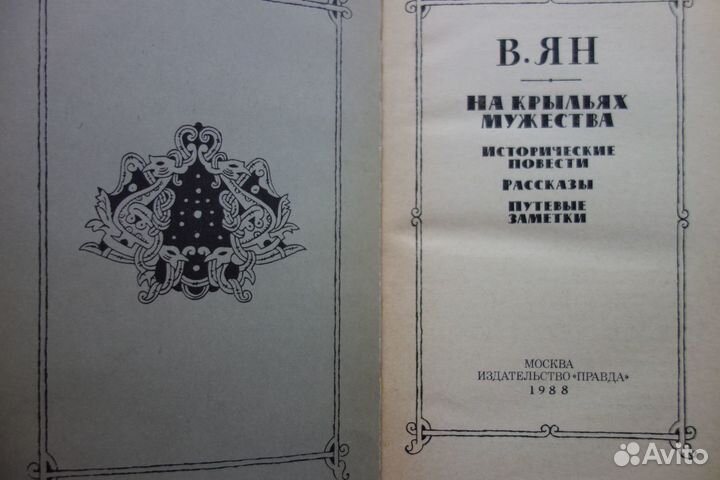 В. ЯН
НА КРЫЛЬЯХ
МУЖЕСТВА
ИСТОРИЧЕСКИЕ
ПОВЕСТИ
РАССКАЗЫ
ПУТЕВЫЕ
ЗАМЕТКИ
МОСКВА
ИЗДАТЕЛЬСТВО «ПРАВДА»
1988
Avito